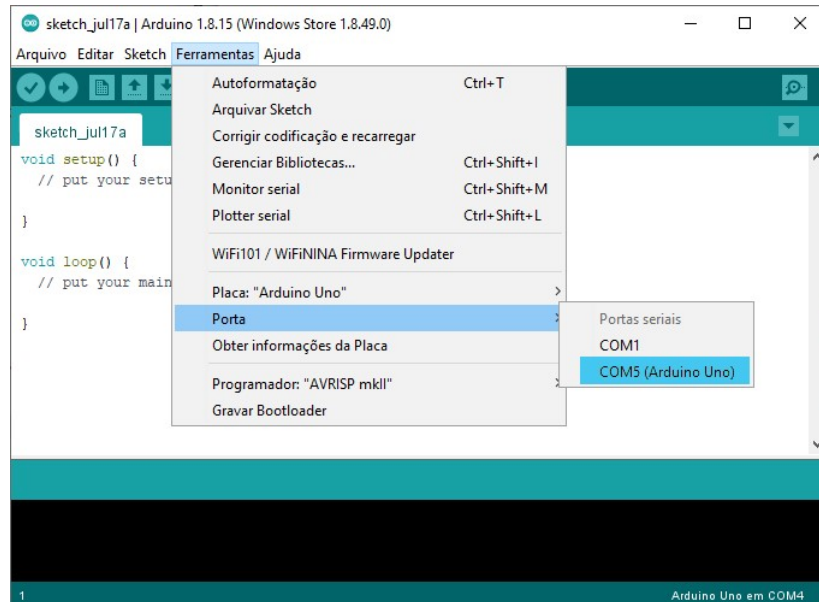 sketch_jul17a | Arduino 1.8.15 (Windows Store 1.8.49.0)
Arquivo Editar Sketch Ferramentas Ajuda
sketch_jul17a
void setup() {
// put your setu
}
void loop() {
// put your main
}
Autoformatação Ctrl+T
Arquivar Sketch
Corrigir codificação e recarregar
Gerenciar Bibliotecas... Ctrl+Shift+I
Monitor serial Ctrl+Shift+M
Plotter serial Ctrl+Shift+L
WiFi101 / WiFiNINA Firmware Updater
Placa: "Arduino Uno"
Porta
Obter informações da Placa
Programador: "AVRISP mkII"
Gravar Bootloader
Portas seriais
COM1
COM5 (Arduino Uno)
1 Arduino Uno em COM4